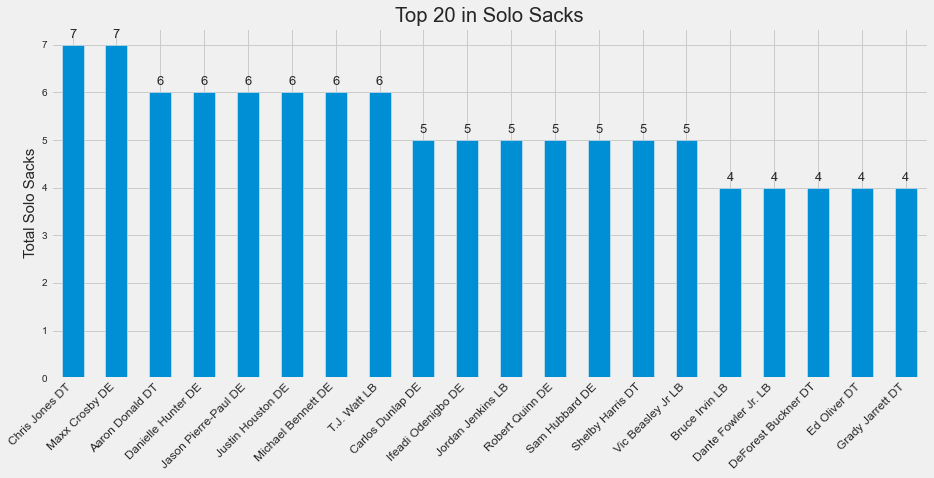 Top 20 in Solo Sacks
Total Solo Sacks
7
6
5
4
3
2
1
0
7
7
6
6
6
6
6
6
5
5
5
5
5
5
5
4
4
4
4
4
Chris Jones DT
Maxx Crosby DE
Aaron Donald DT
Danielle Hunter DE
Jason Pierre-Paul DE
Justin Houston DE
Michael Bennett DE
T.J. Watt LB
Carlos Dunlap DE
Ifeadi Odenigbo DE
Jordan Jenkins LB
Robert Quinn DE
Sam Hubbard DE
Shelby Harris DT
Vic Beasley Jr LB
Bruce Irvin LB
Dante Fowler Jr. LB
DeForest Buckner DT
Ed Oliver DT
Grady Jarrett DT